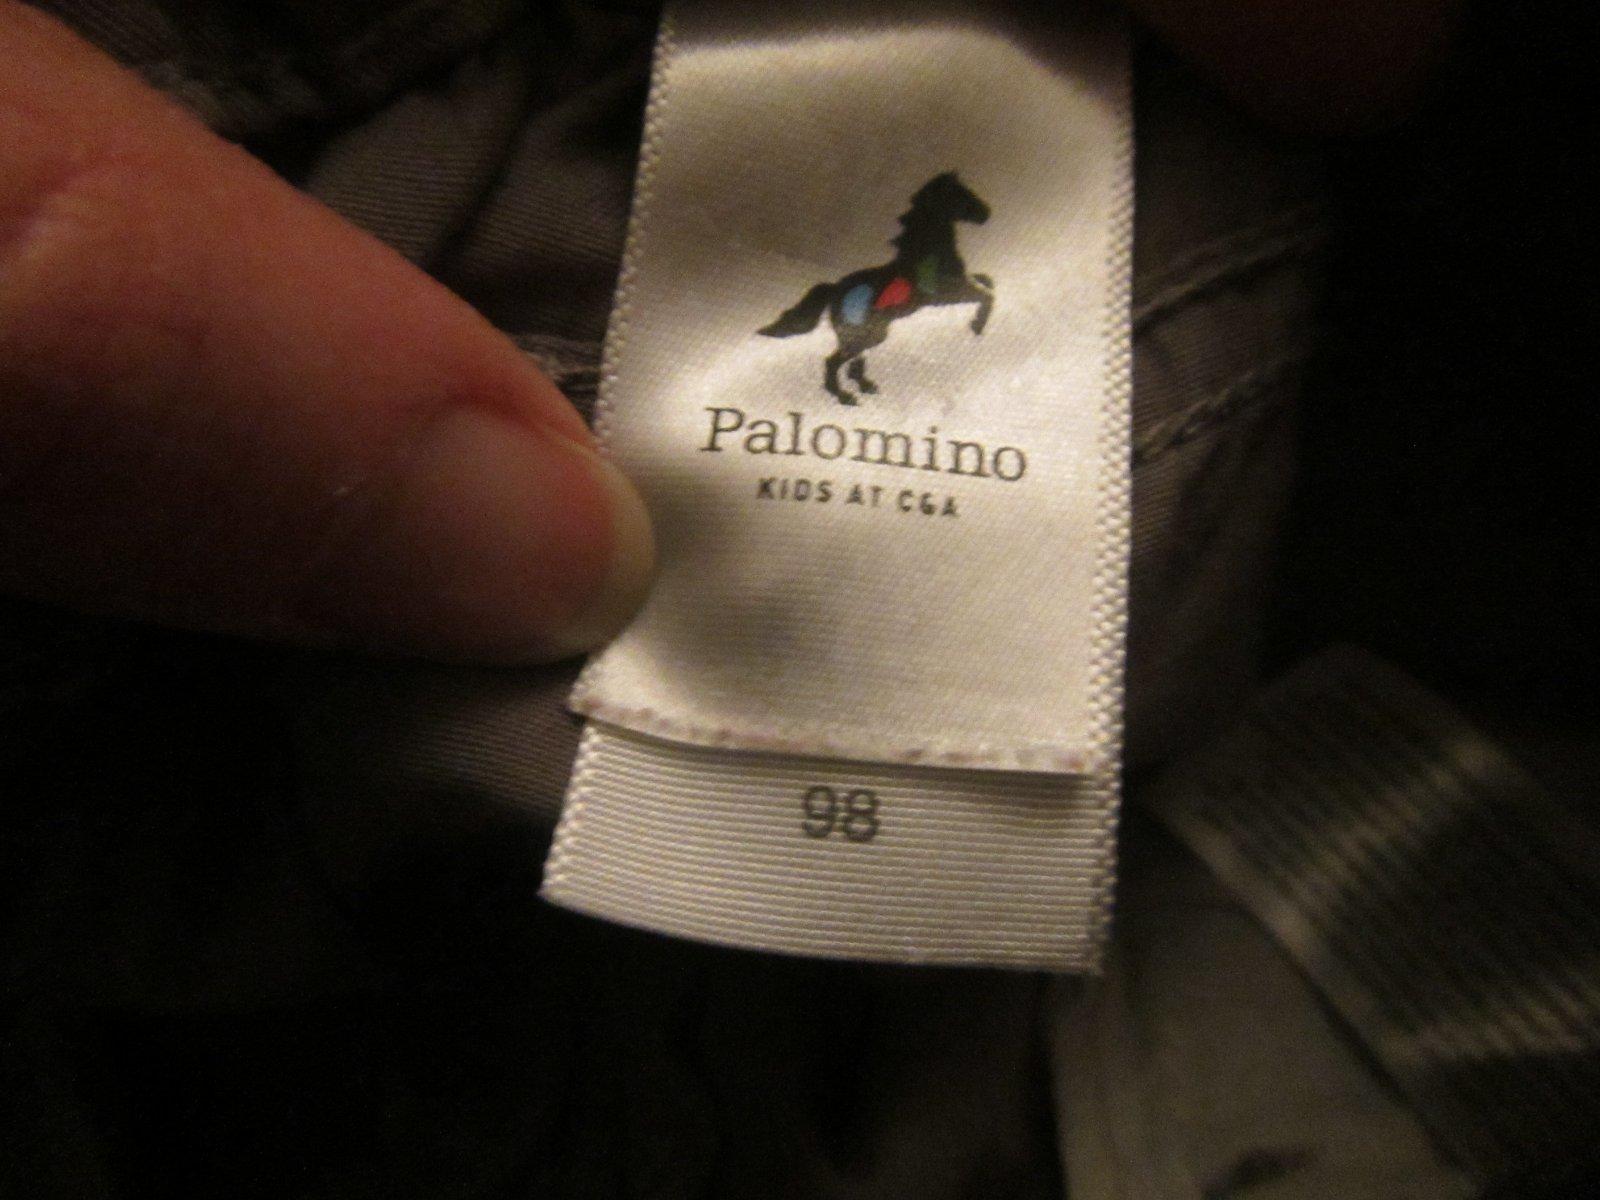 Palomino
KIDS AT C&A
98